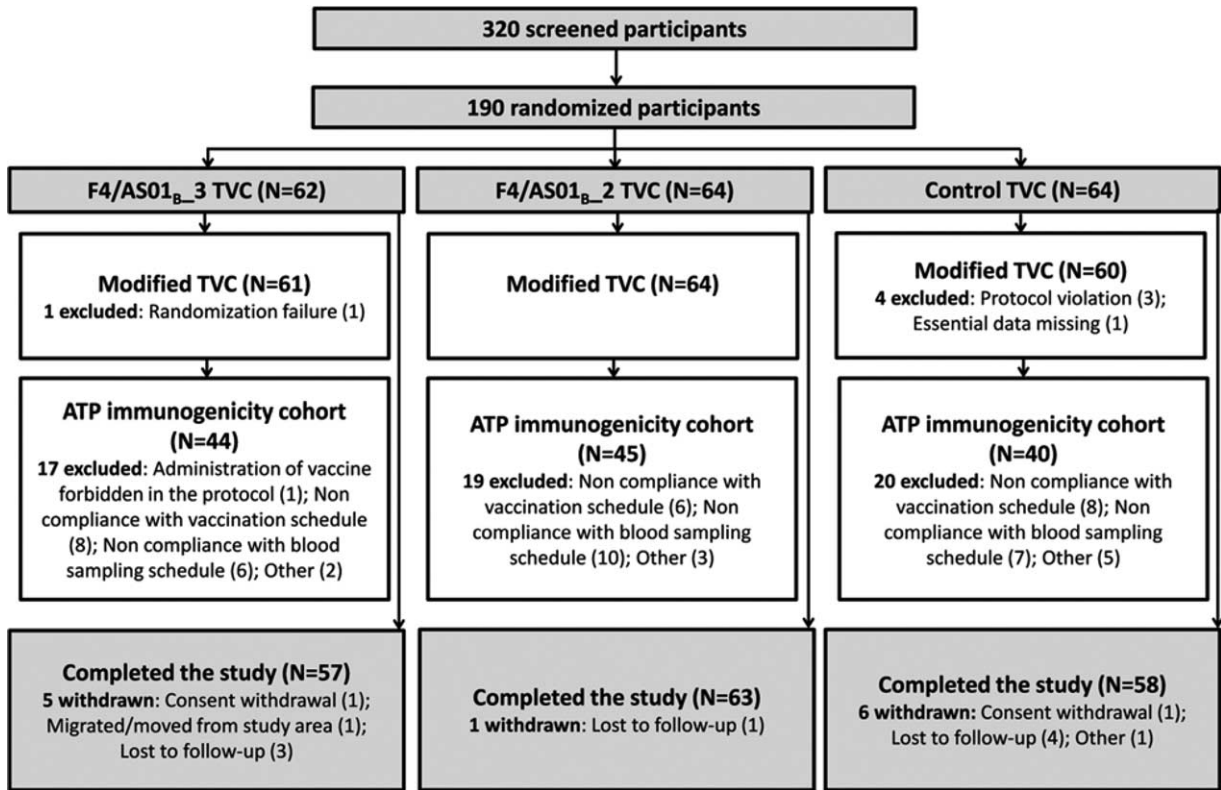 320 screened participants
190 randomized participants
F4/AS01B_3 TVC (N=62)
F4/AS01B_2 TVC (N=64)
Control TVC (N=64)
Modified TVC (N=61)
1 excluded: Randomization failure (1)
Modified TVC (N=64)
Modified TVC (N=60)
4 excluded: Protocol violation (3);
Essential data missing (1)
ATP immunogenicity cohort
(N=44)
17 excluded: Administration of vaccine
forbidden in the protocol (1); Non
compliance with vaccination schedule
(8); Non compliance with blood
sampling schedule (6); Other (2)
ATP immunogenicity cohort
(N=45)
19 excluded: Non compliance with
vaccination schedule (6); Non
compliance with blood sampling
schedule (10); Other (3)
ATP immunogenicity cohort
(N=40)
20 excluded: Non compliance with
vaccination schedule (8); Non
compliance with blood sampling
schedule (7); Other (5)
Completed the study (N=57)
5 withdrawn: Consent withdrawal (1);
Migrated/moved from study area (1);
Lost to follow-up (3)
Completed the study (N=63)
1 withdrawn: Lost to follow-up (1)
Completed the study (N=58)
6 withdrawn: Consent withdrawal (1);
Lost to follow-up (4); Other (1)